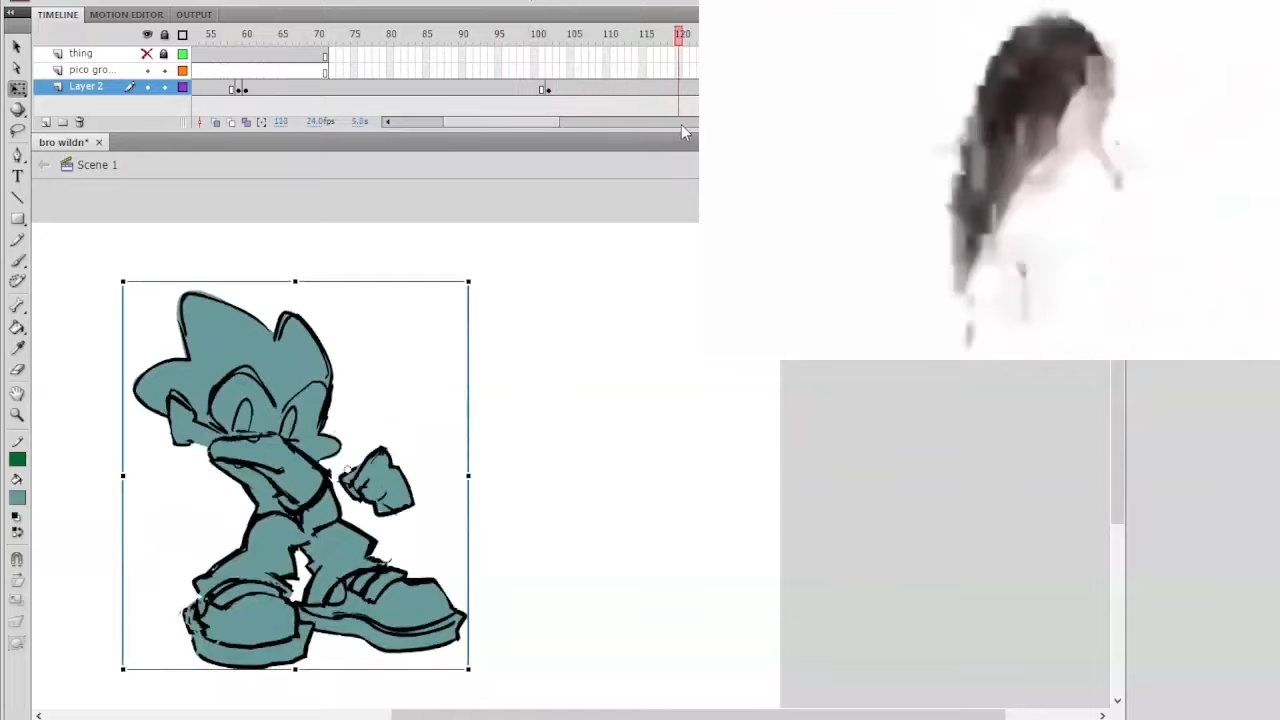 TIMELINE MOTION EDITOR OUTPUT
55 60 65 70 75 80 85 90 95 100 105 110 115 120
thing
pico gro...
Layer 2
24.0fps
bro wildn* ×
Scene 1
T